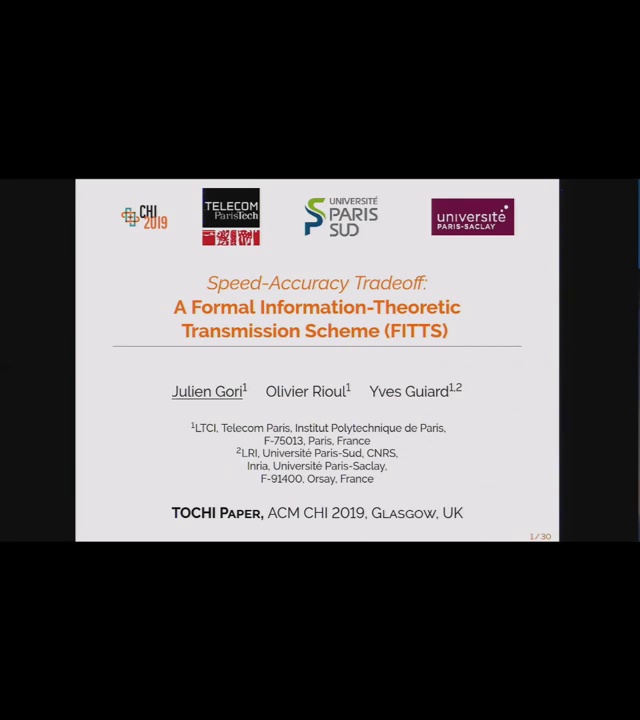 CHI
2019
TELECOM
ParisTech
UNIVERSITÉ
PARIS
SUD
université
PARIS-SACLAY
Speed-Accuracy Tradeoff:
A Formal Information-Theoretic
Transmission Scheme (FITTS)
Julien Gori¹ Olivier Rioul¹ Yves Guiard¹,²
¹LTCI, Telecom Paris, Institut Polytechnique de Paris,
F-75013, Paris, France
²LRI, Université Paris-Sud, CNRS,
Inria, Université Paris-Saclay,
F-91400, Orsay, France
TOCHI PAPER, ACM CHI 2019, GLASGOW, UK
1/30